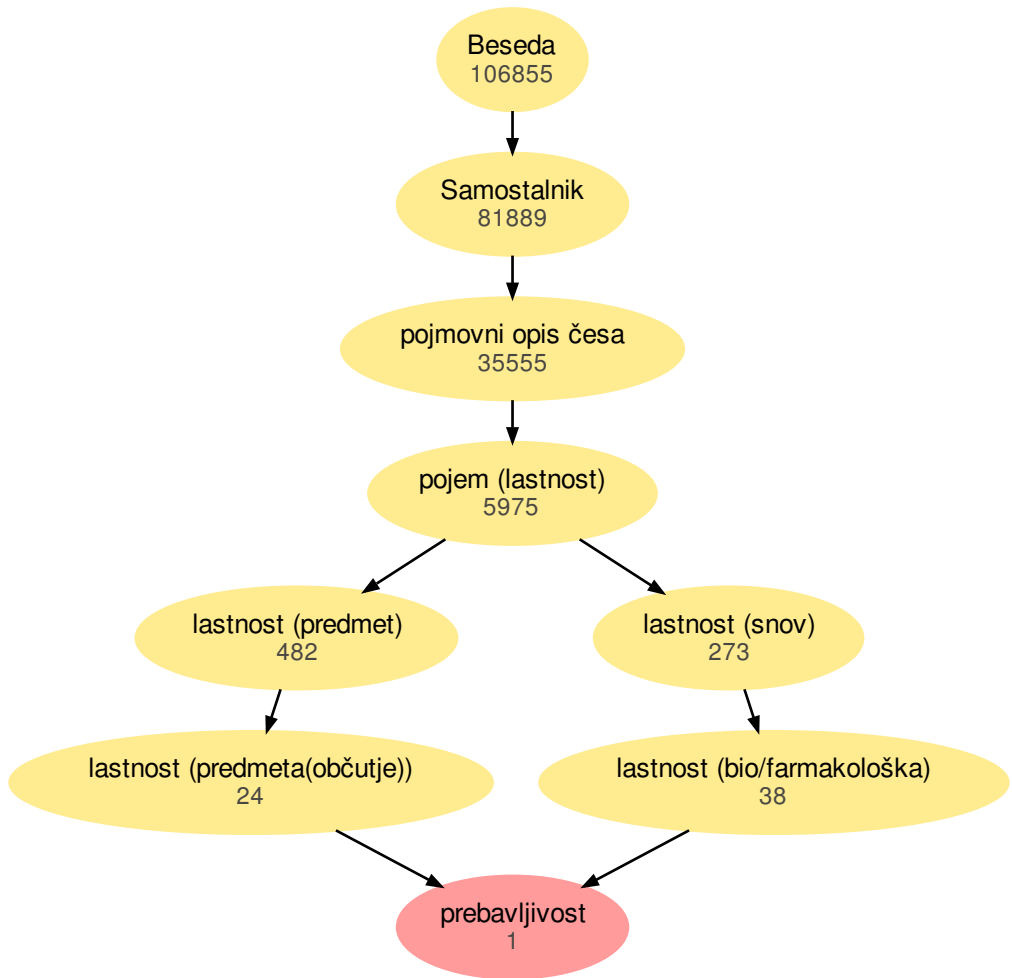 Beseda
106855
Samostalnik
81889
pojmovni opis česa
35555
pojem (lastnost)
5975
lastnost (predmet)
482
lastnost (snov)
273
lastnost (predmeta(občutje))
24
lastnost (bio/farmakološka)
38
prebavljivost
1